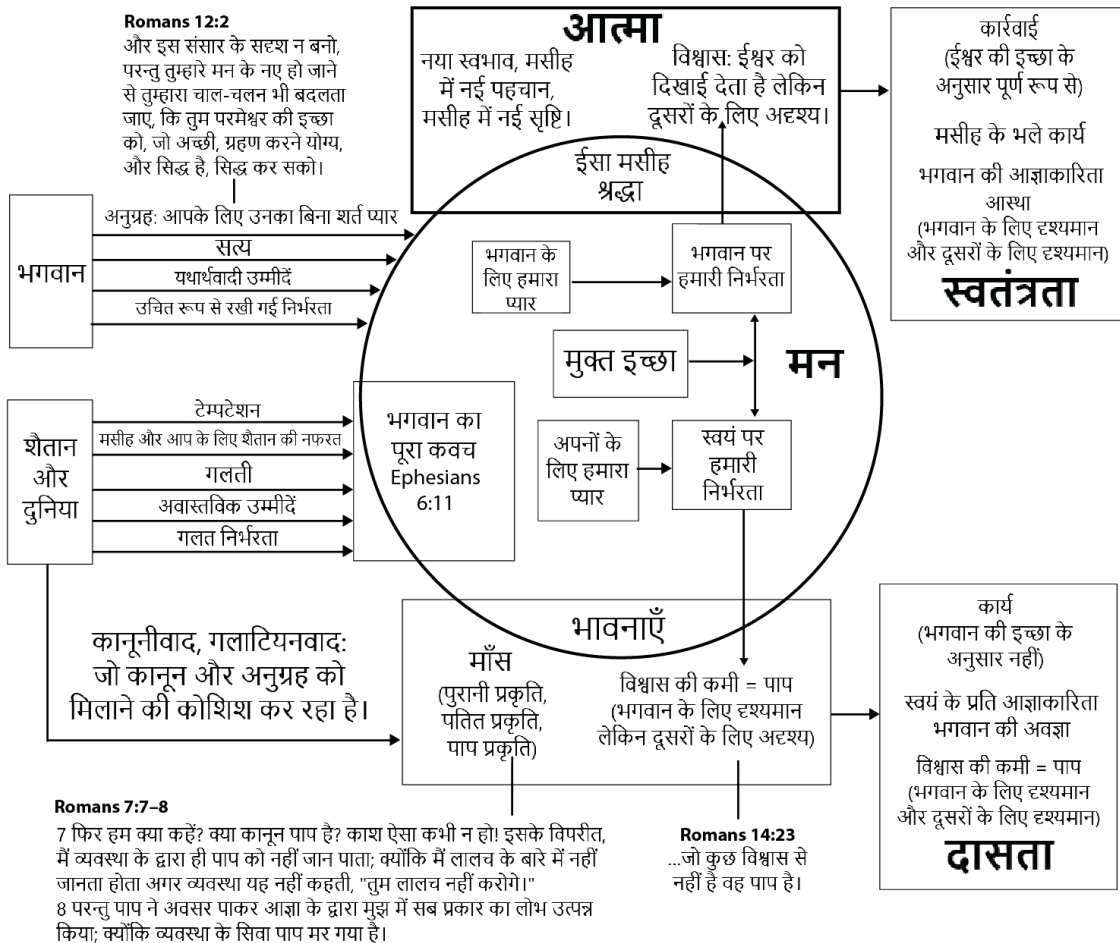 Romans 12:2
और इस संसार के सदृश न बनो,
परन्तु तुम्हारे मन के नए हो जाने
से तुम्हारा चाल-चलन भी बदलता
जाए, कि तुम परमेश्वर की इच्छा
को, जो अच्छी, ग्रहण करने योग्य,
और सिद्ध है, सिद्ध कर सको।
आत्मा
नया स्वभाव, मसीह
में नई पहचान,
मसीह में नई सृष्टि।
विश्वास: ईश्वर को
दिखाई देता है लेकिन
दूसरों के लिए अदृश्य।
कार्रवाई
(ईश्वर की इच्छा के
अनुसार पूर्ण रूप से)
मसीह के भले कार्य
भगवान की आज्ञाकारिता
आस्था
(भगवान के लिए दृश्यमान
और दूसरों के लिए दृश्यमान)
स्वतंत्रता
ईसा मसीह
श्रद्धा
भगवान
अनुग्रह: आपके लिए उनका बिना शर्त प्यार
सत्य
यथार्थवादी उम्मीदें
उचित रूप से रखी गई निर्भरता
भगवान के
लिए हमारा
प्यार
भगवान पर
हमारी निर्भरता
मुक्त इच्छा
मन
शैतान
और
दुनिया
टेम्पटेशन
मसीह और आप के लिए शैतान की नफरत
गलती
अवास्तविक उम्मीदें
गलत निर्भरता
भगवान का
पूरा कवच
Ephesians
6:11
अपनों के
लिए हमारा
प्यार
स्वयं पर
हमारी
निर्भरता
कानूनीवाद, गलाटियनवाद:
जो कानून और अनुग्रह को
मिलाने की कोशिश कर रहा है।
भावनाएँ
माँस
(पुरानी प्रकृति,
पतित प्रकृति,
पाप प्रकृति)
विश्वास की कमी = पाप
(भगवान के लिए दृश्यमान
लेकिन दूसरों के लिए अदृश्य)
कार्य
(भगवान की इच्छा के
अनुसार नहीं)
स्वयं के प्रति आज्ञाकारिता
भगवान की अवज्ञा
विश्वास की कमी = पाप
(भगवान के लिए दृश्यमान
और दूसरों के लिए दृश्यमान)
दासता
Romans 7:7–8
7 फिर हम क्या कहें? क्या कानून पाप है? काश ऐसा कभी न हो! इसके विपरीत,
मैं व्यवस्था के द्वारा ही पाप को नहीं जान पाता; क्योंकि मैं लालच के बारे में नहीं
जानता होता अगर व्यवस्था यह नहीं कहती, "तुम लालच नहीं करोगे।"
8 परन्तु पाप ने अवसर पाकर आज्ञा के द्वारा मुझ में सब प्रकार का लोभ उत्पन्न
किया; क्योंकि व्यवस्था के सिवा पाप मर गया है।
Romans 14:23
...जो कुछ विश्वास से
नहीं है वह पाप है।